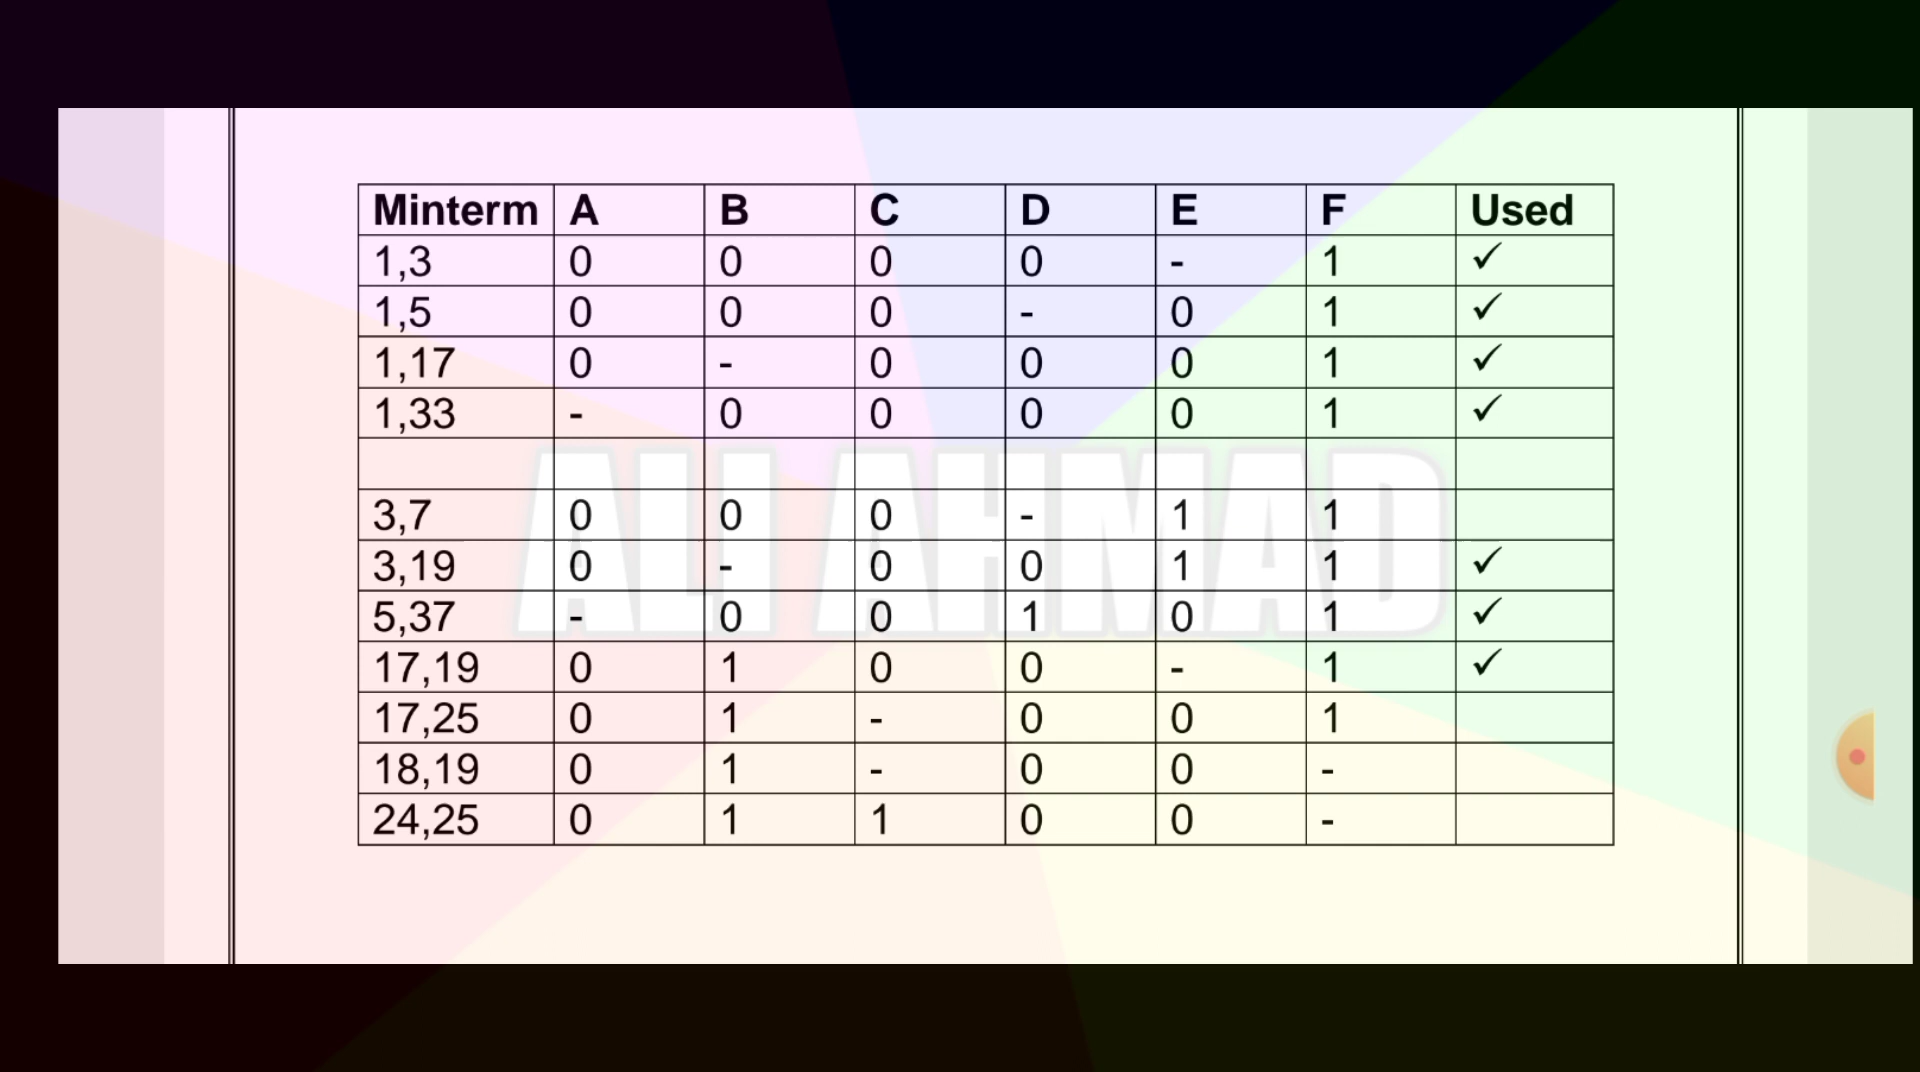 Minterm A B C D E F Used
1,3 0 0 0 0 - 1 ✓
1,5 0 0 0 - 0 1 ✓
1,17 0 - 0 0 0 1 ✓
1,33 - 0 0 0 0 1 ✓
3,7 0 0 0 - 1 1
3,19 0 - 0 0 1 1 ✓
5,37 - 0 0 1 0 1 ✓
17,19 0 1 0 0 - 1 ✓
17,25 0 1 - 0 0 1
18,19 0 1 - 0 0 -
24,25 0 1 1 0 0 -
ALI AHMAD